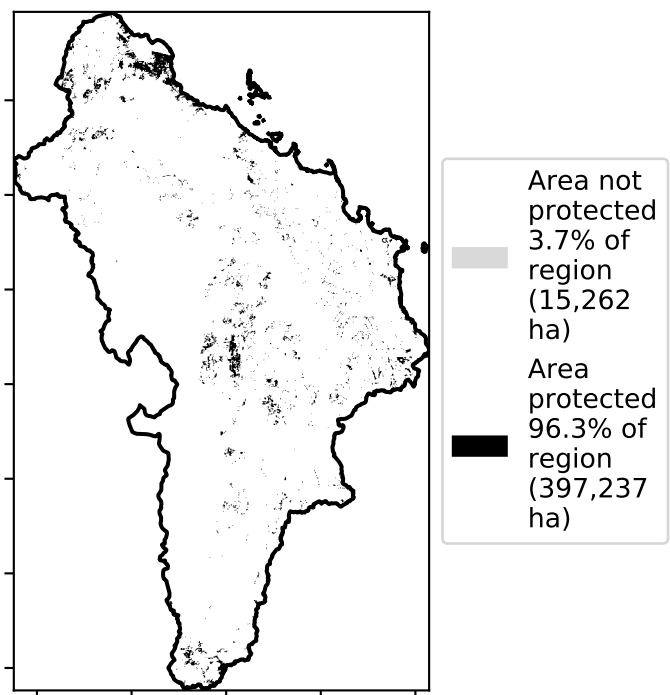 Area not
protected
3.7% of
region
(15,262
ha)
Area
protected
96.3% of
region
(397,237
ha)